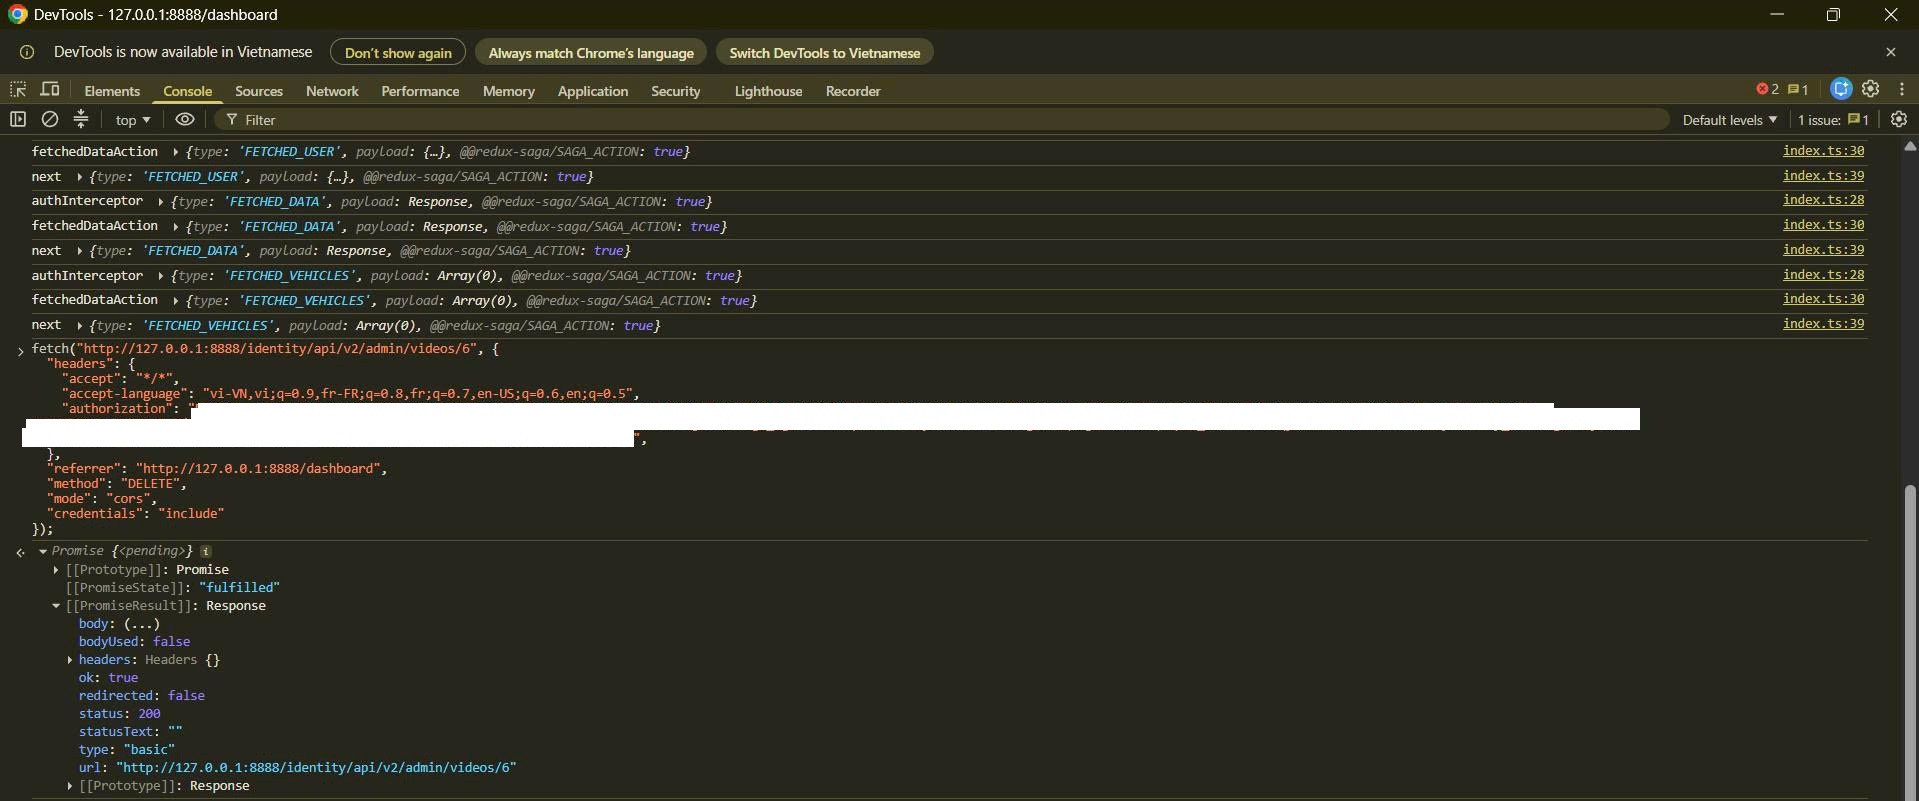 DevTools - 127.0.0.1:8888/dashboard
DevTools is now available in Vietnamese Don't show again Always match Chrome's language Switch DevTools to Vietnamese
Elements Console Sources Network Performance Memory Application Security Lighthouse Recorder 2 1
top Filter Default levels 1 issue: 1
fetchedDataAction {type: 'FETCHED_USER', payload: {…}, @@redux-saga/SAGA_ACTION: true} index.ts:30
next {type: 'FETCHED_USER', payload: {…}, @@redux-saga/SAGA_ACTION: true} index.ts:39
authInterceptor {type: 'FETCHED_DATA', payload: Response, @@redux-saga/SAGA_ACTION: true} index.ts:28
fetchedDataAction {type: 'FETCHED_DATA', payload: Response, @@redux-saga/SAGA_ACTION: true} index.ts:30
next {type: 'FETCHED_DATA', payload: Response, @@redux-saga/SAGA_ACTION: true} index.ts:39
authInterceptor {type: 'FETCHED_VEHICLES', payload: Array(0), @@redux-saga/SAGA_ACTION: true} index.ts:28
fetchedDataAction {type: 'FETCHED_VEHICLES', payload: Array(0), @@redux-saga/SAGA_ACTION: true} index.ts:30
next {type: 'FETCHED_VEHICLES', payload: Array(0), @@redux-saga/SAGA_ACTION: true} index.ts:39
fetch("http://127.0.0.1:8888/identity/api/v2/admin/videos/6", {
"headers": {
"accept": "*/*",
"accept-language": "vi-VN,vi;q=0.9,fr-FR;q=0.8,fr;q=0.7,en-US;q=0.6,en;q=0.5",
"authorization": "
",
},
"referrer": "http://127.0.0.1:8888/dashboard",
"method": "DELETE",
"mode": "cors",
"credentials": "include"
});
Promise {<pending>} i
[[Prototype]]: Promise
[[PromiseState]]: "fulfilled"
[[PromiseResult]]: Response
body: (...)
bodyUsed: false
headers: Headers {}
ok: true
redirected: false
status: 200
statusText: ""
type: "basic"
url: "http://127.0.0.1:8888/identity/api/v2/admin/videos/6"
[[Prototype]]: Response